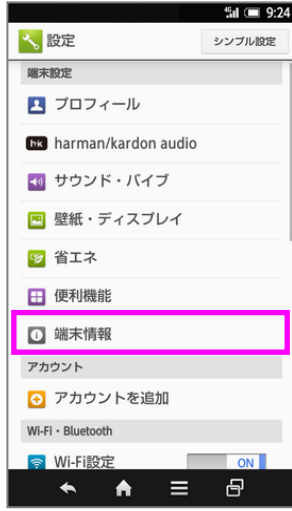 4G 9:24
設定 シンプル設定
端末設定
プロフィール
hk harman/kardon audio
サウンド・バイブ
壁紙・ディスプレイ
省エネ
便利機能
端末情報
アカウント
アカウントを追加
Wi-Fi・Bluetooth
Wi-Fi設定 ON